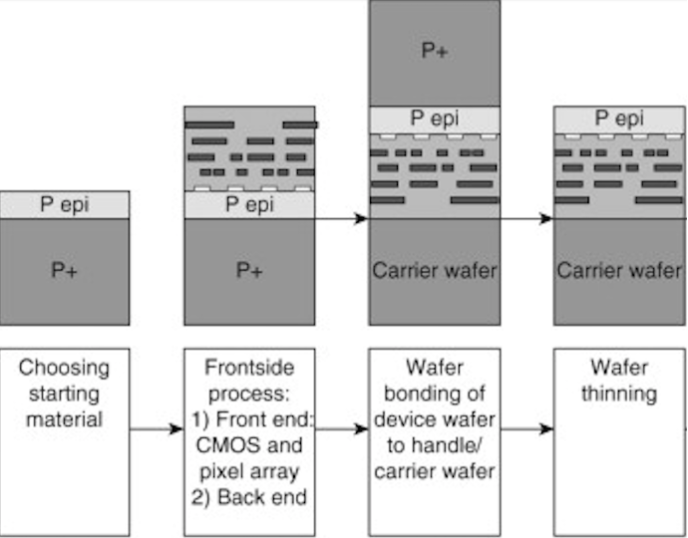 P+
P epi
P epi
P epi
P epi
P+
P+
Carrier wafer
Carrier wafer
Choosing
starting
material
Frontside
process:
1) Front end:
CMOS and
pixel array
2) Back end
Wafer
bonding of
device wafer
to handle/
carrier wafer
Wafer
thinning